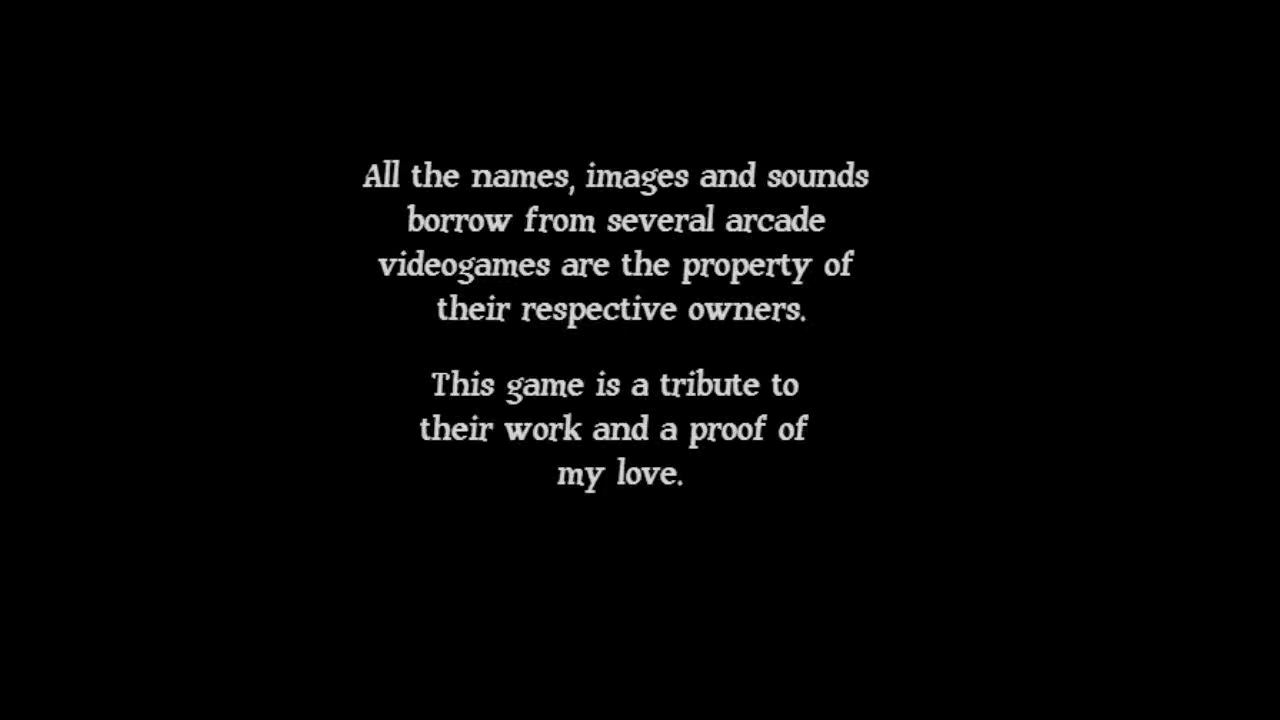 All the names, images and sounds
borrow from several arcade
videogames are the property of
their respective owners.
This game is a tribute to
their work and a proof of
my love.